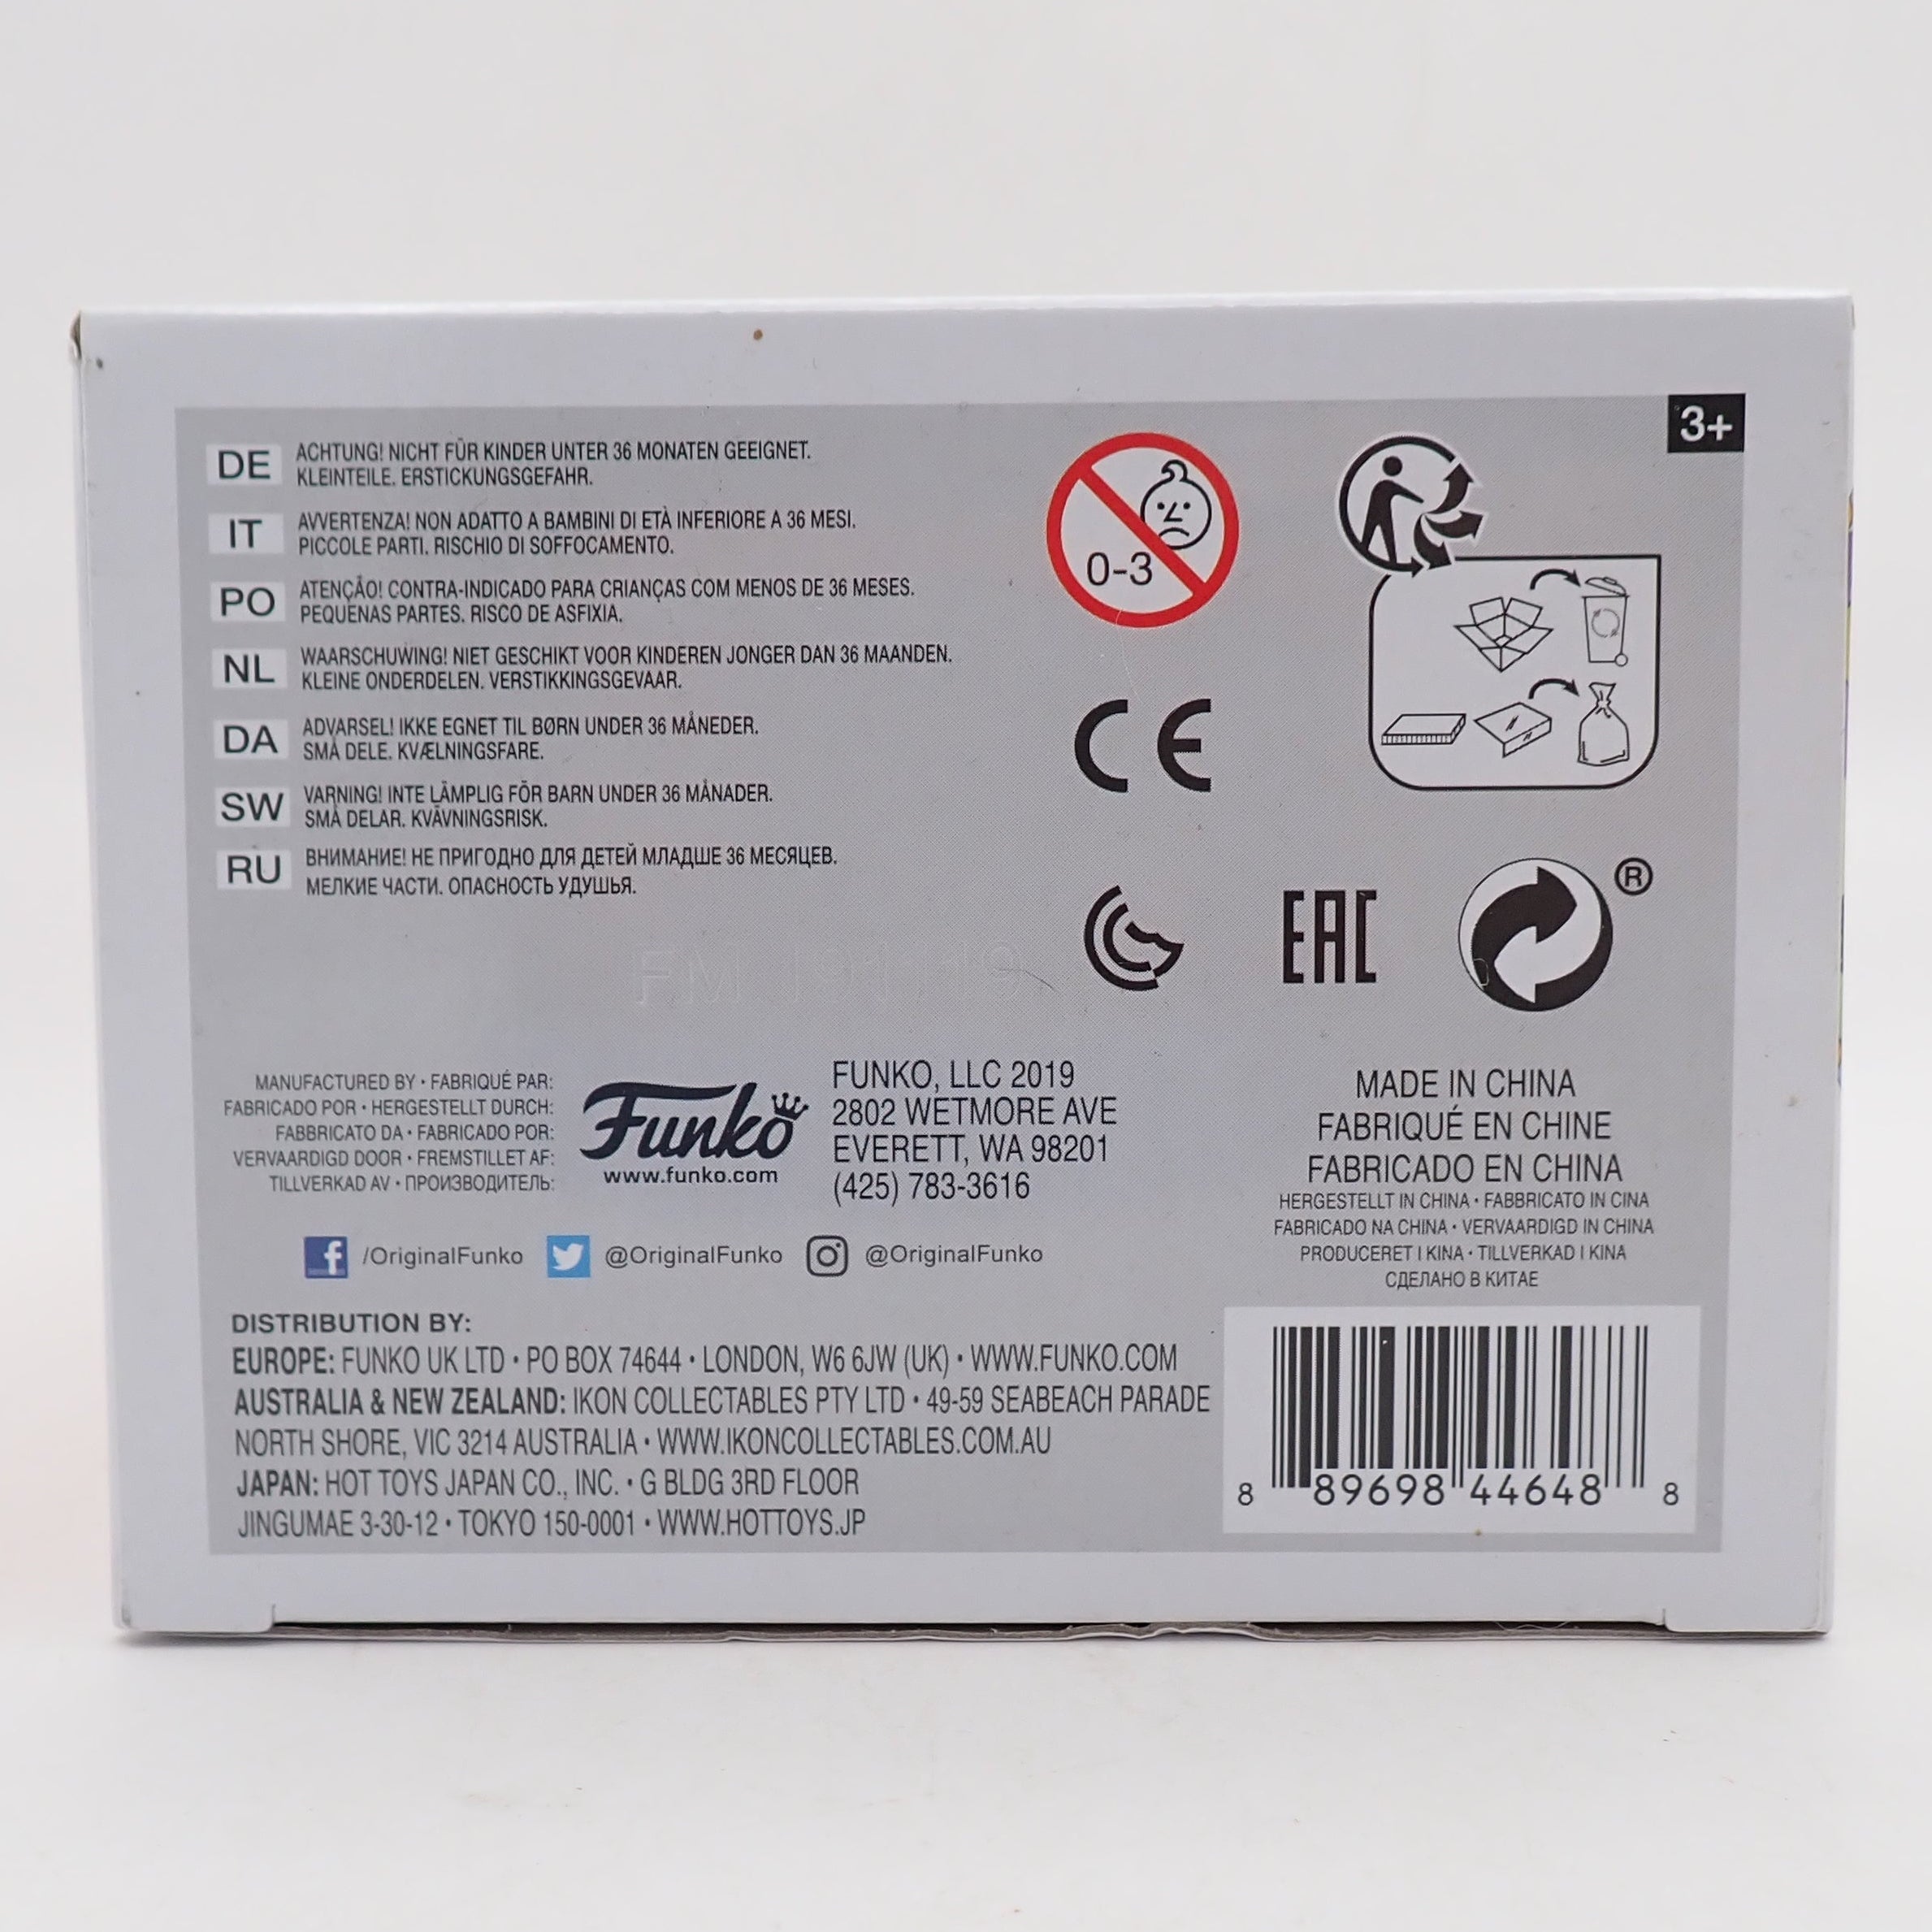 3+
DE ACHTUNG! NICHT FÜR KINDER UNTER 36 MONATEN GEEIGNET.
KLEINTEILE. ERSTICKUNGSGEFAHR.
IT AVVERTENZA! NON ADATTO A BAMBINI DI ETÀ INFERIORE A 36 MESI.
PICCOLE PARTI. RISCHIO DI SOFFOCAMENTO.
PO ATENÇÃO! CONTRA-INDICADO PARA CRIANÇAS COM MENOS DE 36 MESES.
PEQUENAS PARTES. RISCO DE ASFIXIA.
NL WAARSCHUWING! NIET GESCHIKT VOOR KINDEREN JONGER DAN 36 MAANDEN.
KLEINE ONDERDELEN. VERSTIKKINGSGEVAAR.
DA ADVARSEL! IKKE EGNET TIL BØRN UNDER 36 MÅNEDER.
SMÅ DELE. KVÆLNINGSFARE.
SW VARNING! INTE LÄMPLIG FÖR BARN UNDER 36 MÅNADER.
SMÅ DELAR. KVÄVNINGSRISK.
RU ВНИМАНИЕ! НЕ ПРИГОДНО ДЛЯ ДЕТЕЙ МЛАДШЕ 36 МЕСЯЦЕВ.
МЕЛКИЕ ЧАСТИ. ОПАСНОСТЬ УДУШЬЯ.
0-3
CE
EAC
®
MANUFACTURED BY • FABRIQUÉ PAR:
FABRICADO POR • HERGESTELLT DURCH:
FABBRICATO DA • FABRICADO POR:
VERVAARDIGD DOOR • FREMSTILLET AF:
TILLVERKAD AV • ПРОИЗВОДИТЕЛЬ:
Funko
www.funko.com
FUNKO, LLC 2019
2802 WETMORE AVE
EVERETT, WA 98201
(425) 783-3616
MADE IN CHINA
FABRIQUÉ EN CHINE
FABRICADO EN CHINA
HERGESTELLT IN CHINA • FABBRICATO IN CINA
FABRICADO NA CHINA • VERVAARDIGD IN CHINA
PRODUCERET I KINA • TILLVERKAD I KINA
СДЕЛАНО В КИТАЕ
/OriginalFunko @OriginalFunko @OriginalFunko
DISTRIBUTION BY:
EUROPE: FUNKO UK LTD • PO BOX 74644 • LONDON, W6 6JW (UK) • WWW.FUNKO.COM
AUSTRALIA & NEW ZEALAND: IKON COLLECTABLES PTY LTD • 49-59 SEABEACH PARADE
NORTH SHORE, VIC 3214 AUSTRALIA • WWW.IKONCOLLECTABLES.COM.AU
JAPAN: HOT TOYS JAPAN CO., INC. • G BLDG 3RD FLOOR
JINGUMAE 3-30-12 • TOKYO 150-0001 • WWW.HOTTOYS.JP
8 89698 44648 8